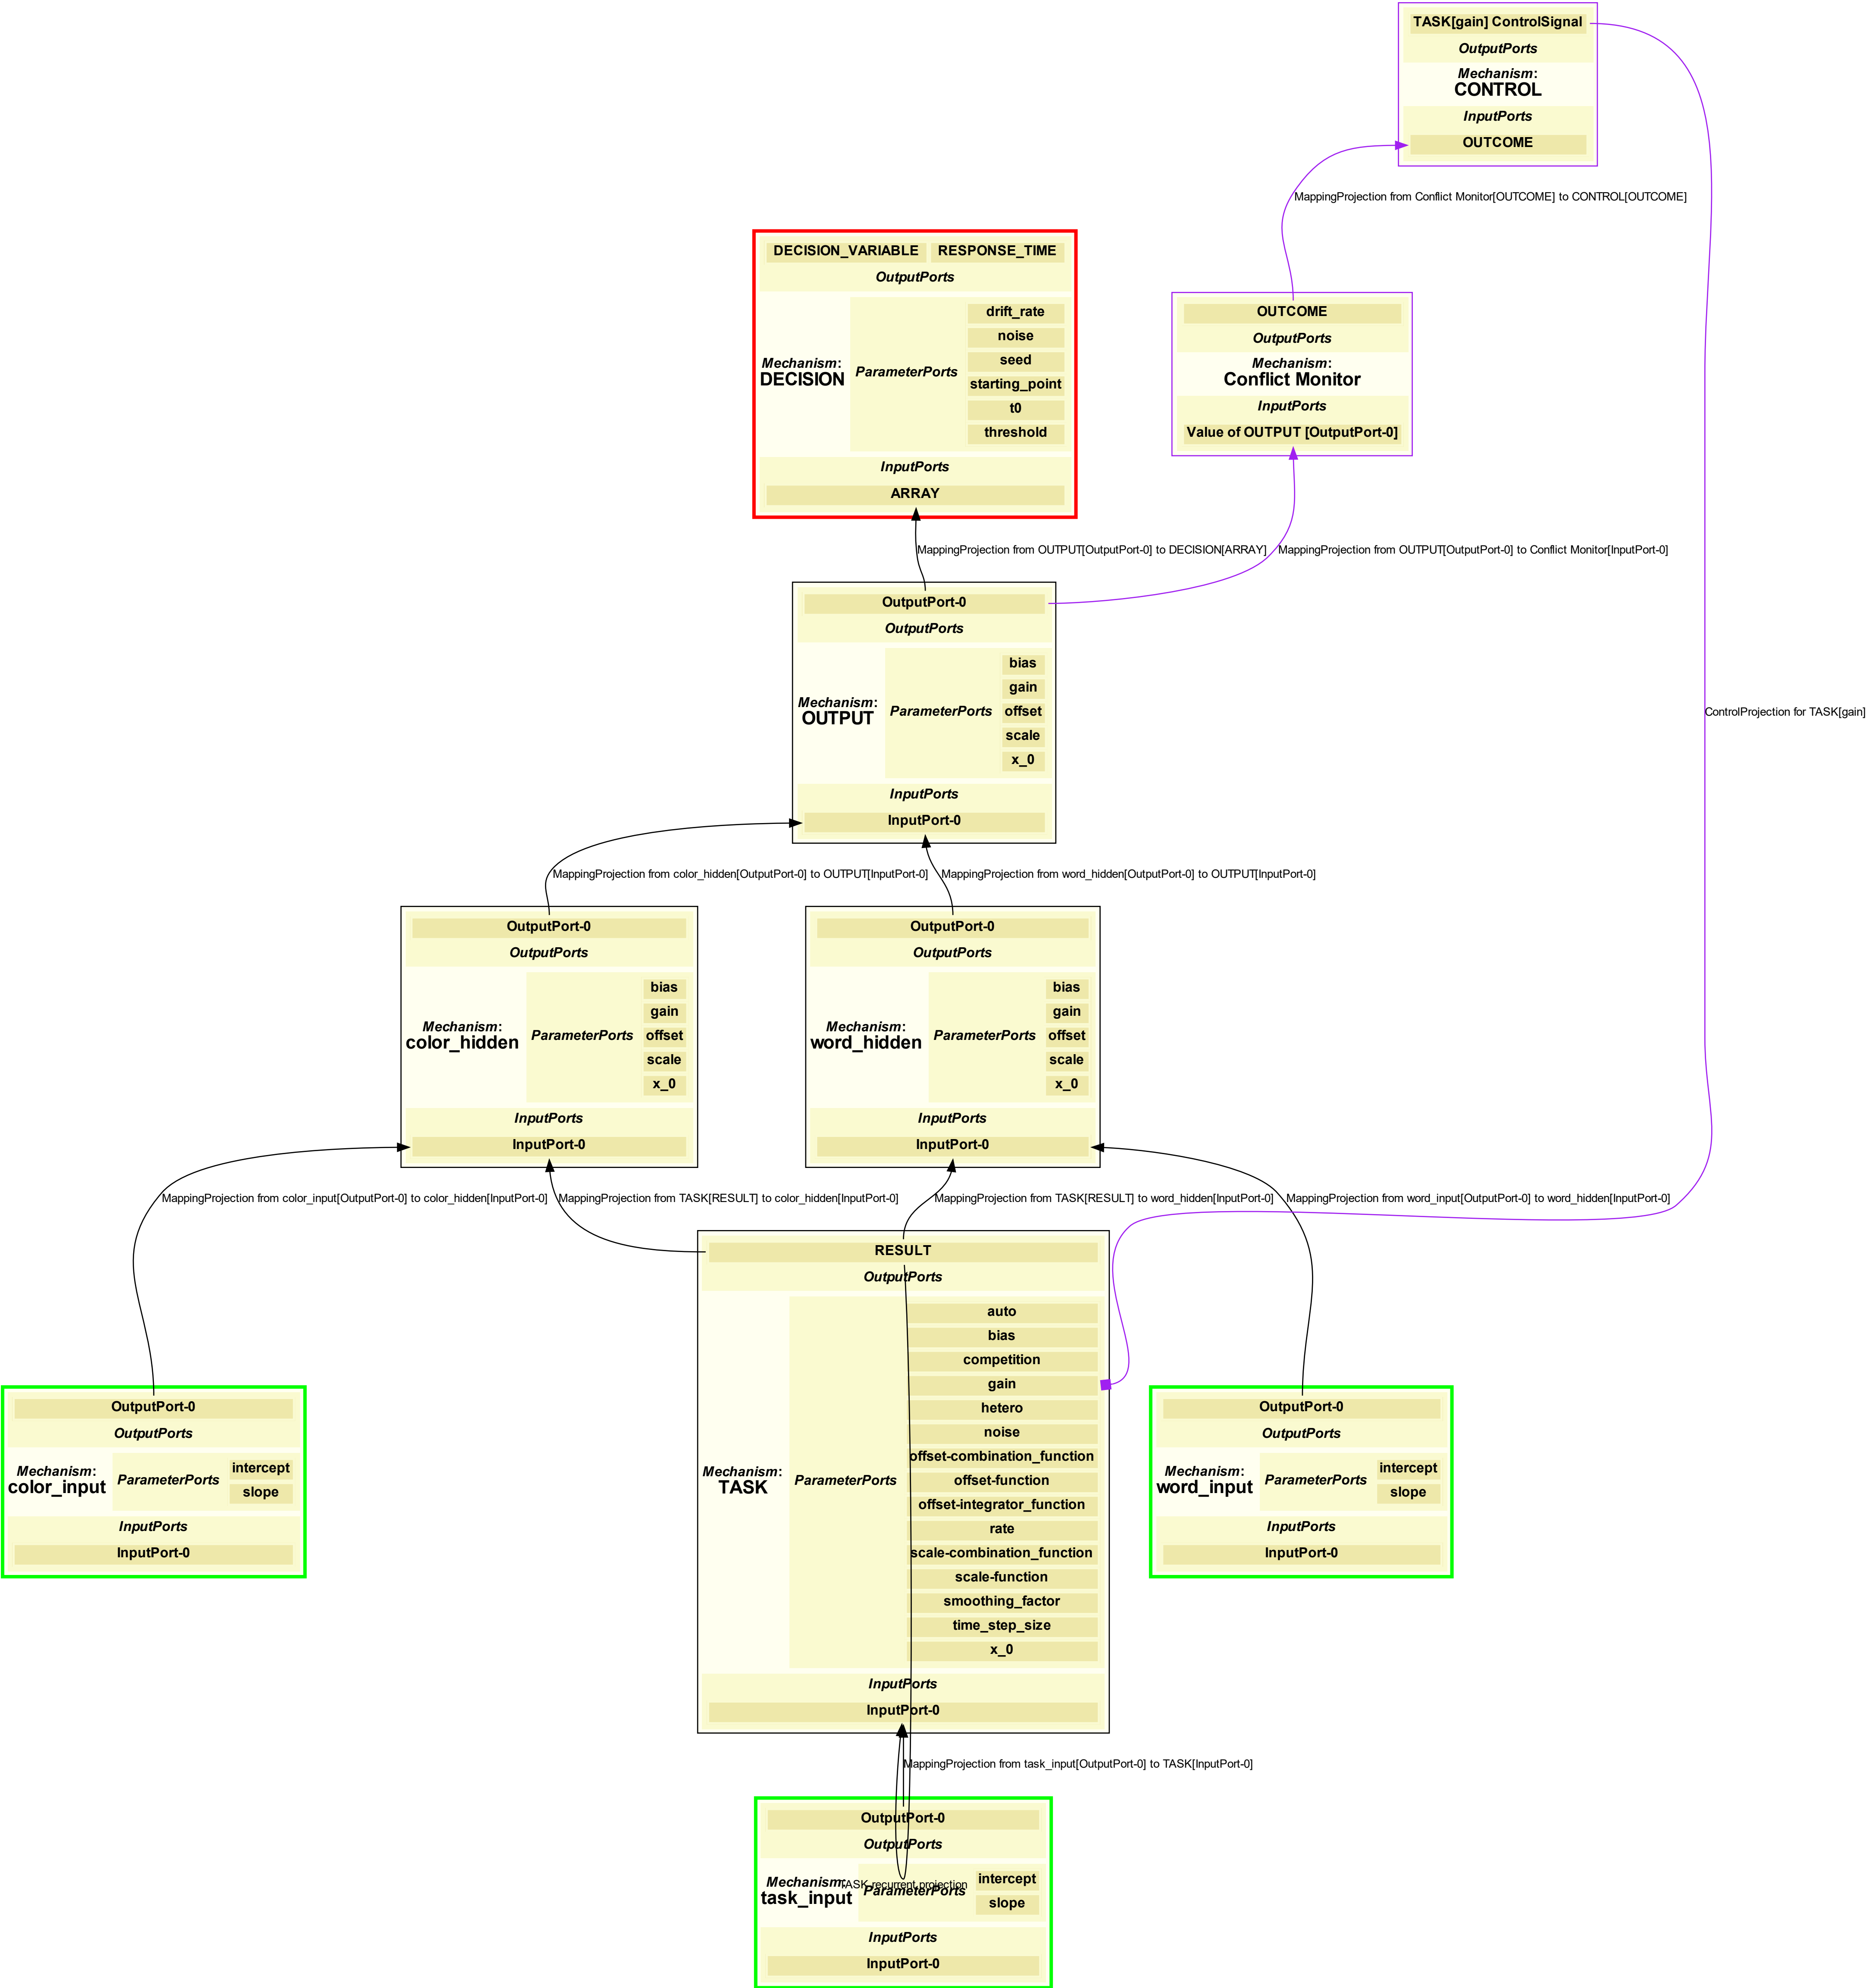 TASK[gain] ControlSignal
OutputPorts
Mechanism:
CONTROL
InputPorts
OUTCOME
MappingProjection from Conflict Monitor[OUTCOME] to CONTROL[OUTCOME]
DECISION_VARIABLE RESPONSE_TIME
OutputPorts
Mechanism:
DECISION
ParameterPorts
drift_rate
noise
seed
starting_point
t0
threshold
InputPorts
ARRAY
OUTCOME
OutputPorts
Mechanism:
Conflict Monitor
InputPorts
Value of OUTPUT [OutputPort-0]
MappingProjection from OUTPUT[OutputPort-0] to DECISION[ARRAY]
MappingProjection from OUTPUT[OutputPort-0] to Conflict Monitor[InputPort-0]
OutputPort-0
OutputPorts
Mechanism:
OUTPUT
ParameterPorts
bias
gain
offset
scale
x_0
InputPorts
InputPort-0
ControlProjection for TASK[gain]
MappingProjection from color_hidden[OutputPort-0] to OUTPUT[InputPort-0]
MappingProjection from word_hidden[OutputPort-0] to OUTPUT[InputPort-0]
OutputPort-0
OutputPorts
Mechanism:
color_hidden
ParameterPorts
bias
gain
offset
scale
x_0
InputPorts
InputPort-0
OutputPort-0
OutputPorts
Mechanism:
word_hidden
ParameterPorts
bias
gain
offset
scale
x_0
InputPorts
InputPort-0
MappingProjection from color_input[OutputPort-0] to color_hidden[InputPort-0]
MappingProjection from TASK[RESULT] to color_hidden[InputPort-0]
MappingProjection from TASK[RESULT] to word_hidden[InputPort-0]
MappingProjection from word_input[OutputPort-0] to word_hidden[InputPort-0]
OutputPort-0
OutputPorts
Mechanism:
color_input
ParameterPorts
intercept
slope
InputPorts
InputPort-0
RESULT
OutputPorts
Mechanism:
TASK
ParameterPorts
auto
bias
competition
gain
hetero
noise
offset-combination_function
offset-function
offset-integrator_function
rate
scale-combination_function
scale-function
smoothing_factor
time_step_size
x_0
InputPorts
InputPort-0
OutputPort-0
OutputPorts
Mechanism:
word_input
ParameterPorts
intercept
slope
InputPorts
InputPort-0
MappingProjection from task_input[OutputPort-0] to TASK[InputPort-0]
OutputPort-0
OutputPorts
Mechanism:
task_input
TASK recurrent projection
ParameterPorts
intercept
slope
InputPorts
InputPort-0